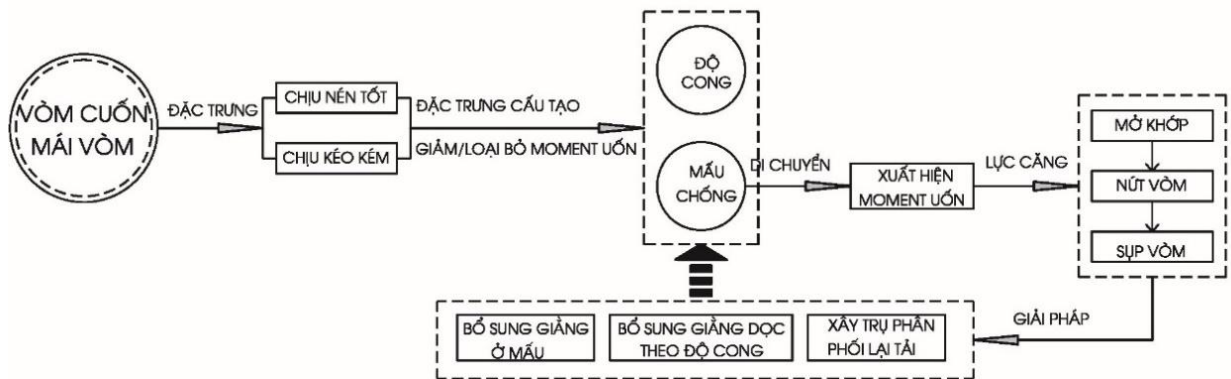 VÒM CUỐN
MÁI VÒM
ĐẶC TRƯNG
CHỊU NÉN TỐT
CHỊU KÉO KÉM
ĐẶC TRƯNG CẤU TẠO
GIẢM/LOẠI BỎ MOMENT UỐN
ĐỘ
CONG
MẤU
CHỐNG
DI CHUYỂN
XUẤT HIỆN
MOMENT UỐN
LỰC CĂNG
MỞ KHỚP
NỨT VÒM
SỤP VÒM
GIẢI PHÁP
BỔ SUNG GIẰNG
Ở MẤU
BỔ SUNG GIẰNG DỌC
THEO ĐỘ CONG
XÂY TRỤ PHÂN
PHỐI LẠI TẢI